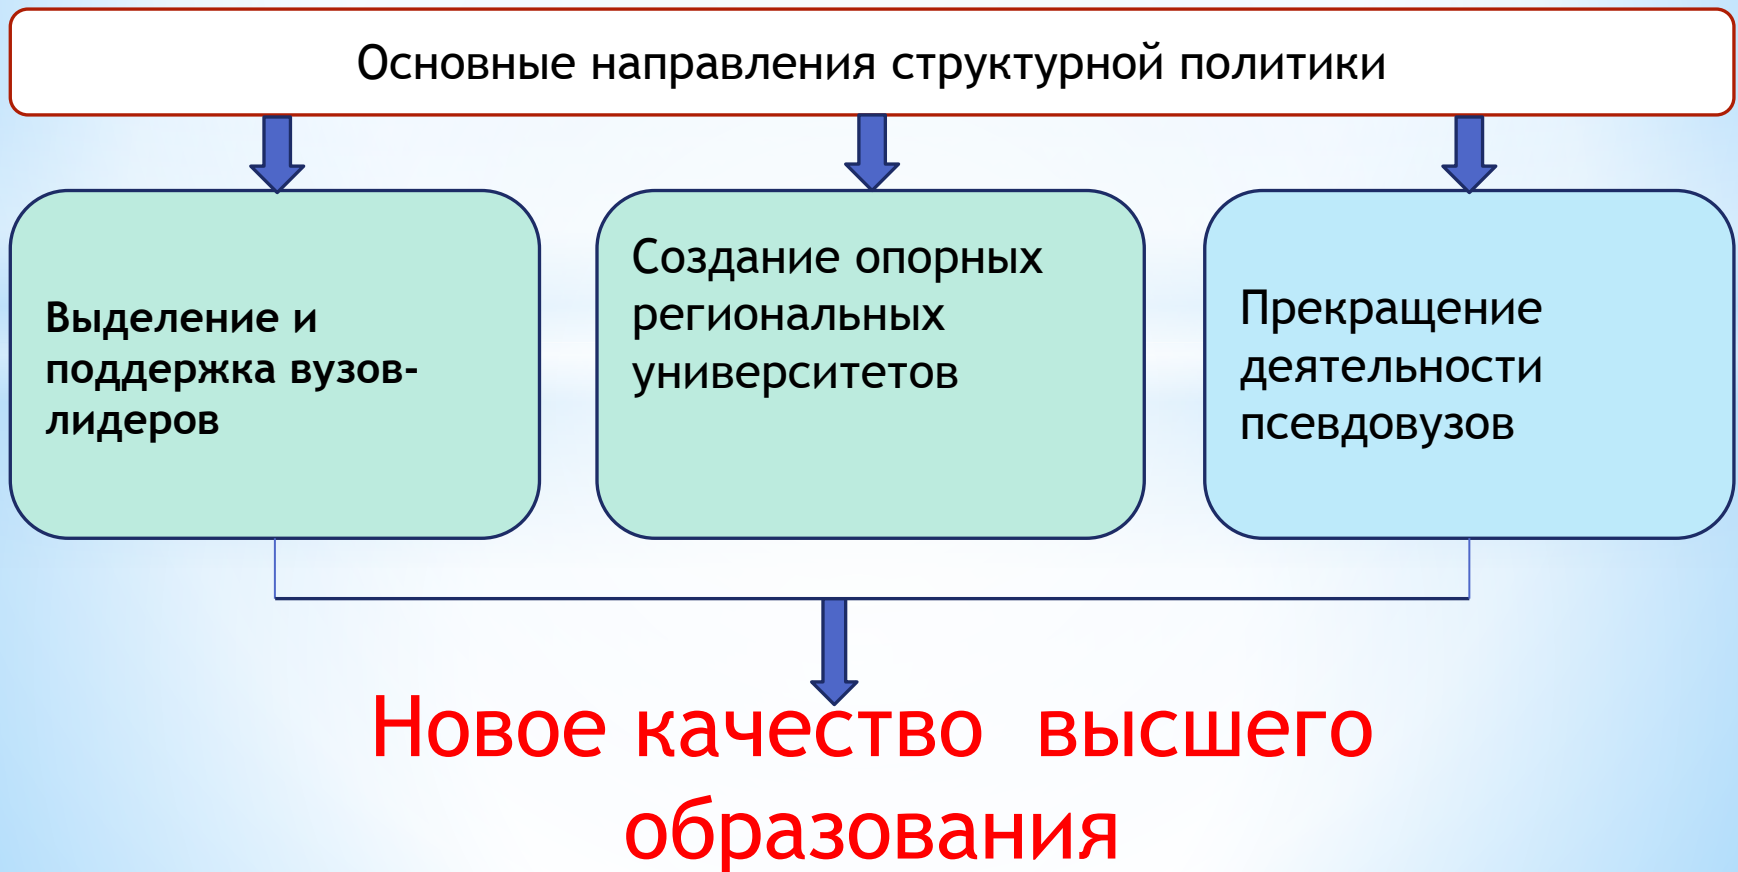 Основные направления структурной политики
Выделение и
поддержка вузов-
лидеров
Создание опорных
региональных
университетов
Прекращение
деятельности
псевдовузов
Новое качество  высшего
образования